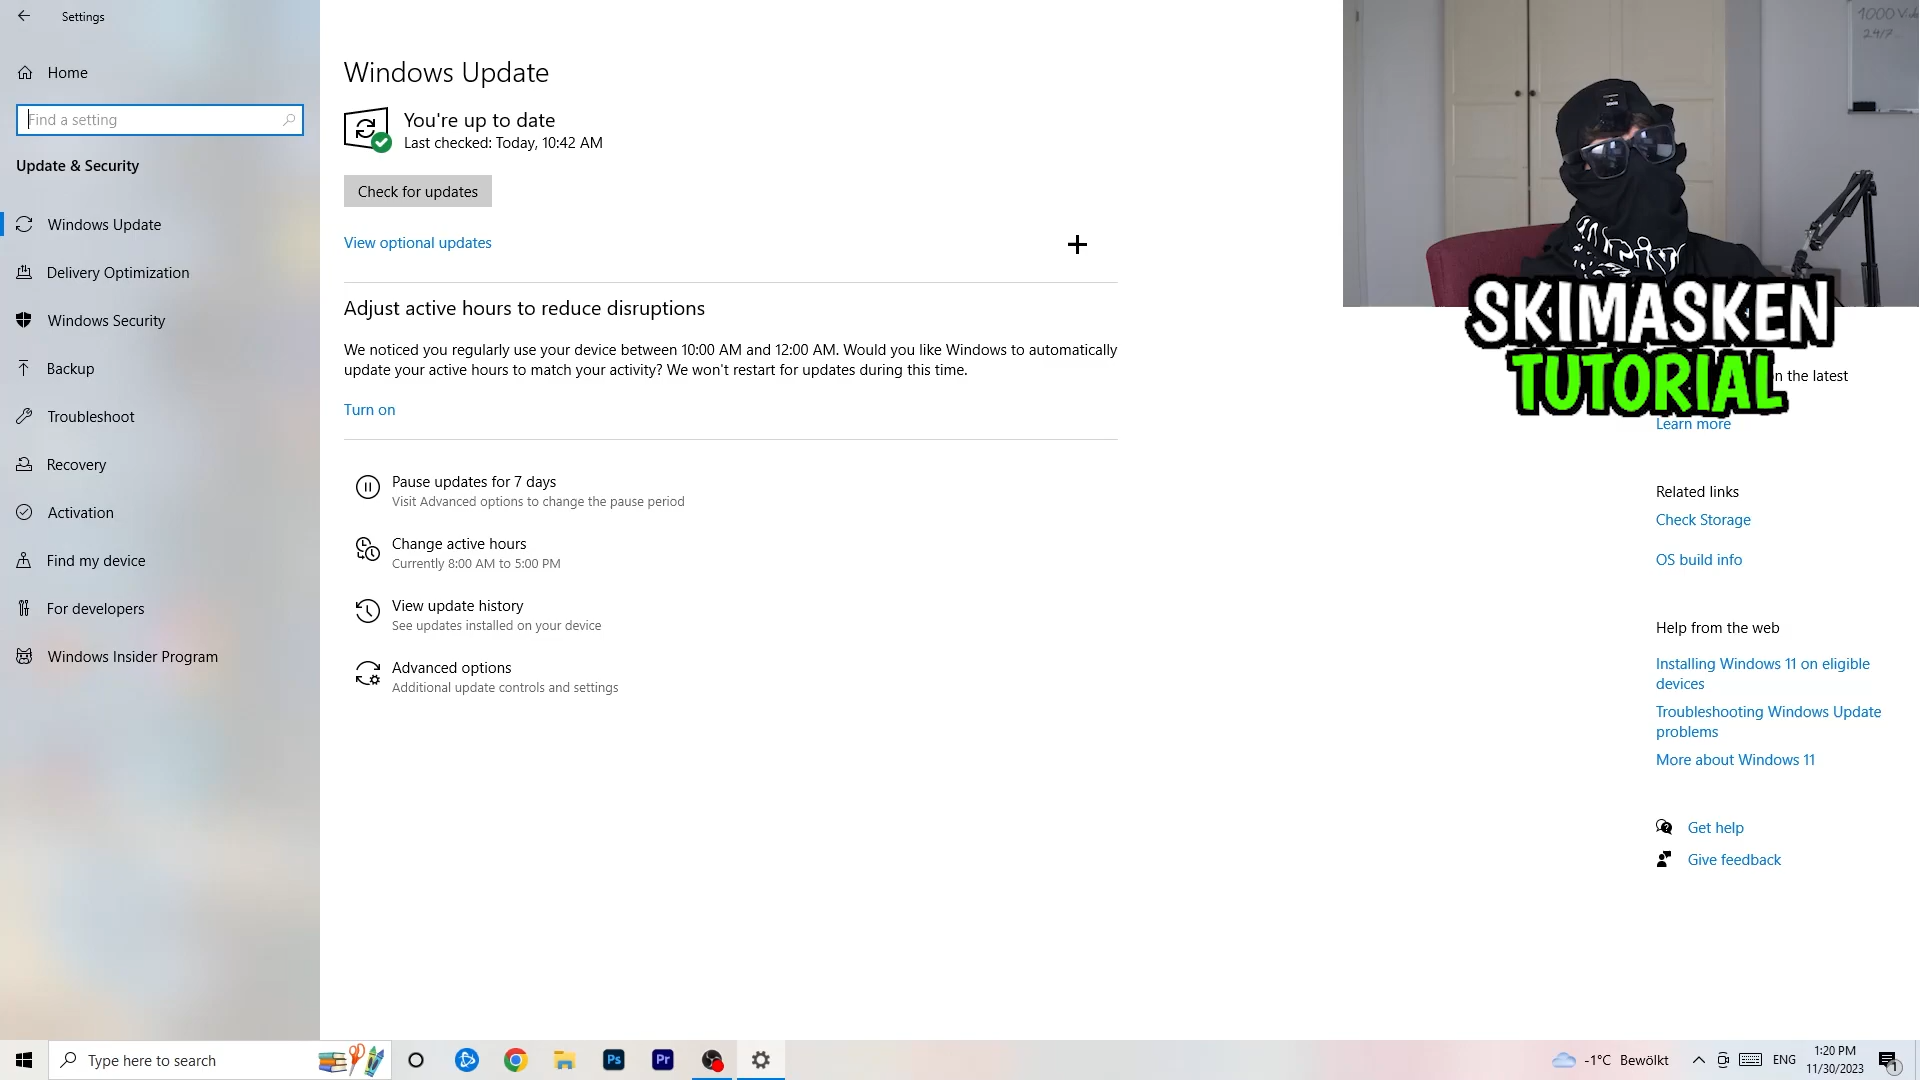 Settings
Home
Find a setting
Update & Security
Windows Update
Delivery Optimization
Windows Security
Backup
Troubleshoot
Recovery
Activation
Find my device
For developers
Windows Insider Program
Windows Update
You're up to date
Last checked: Today, 10:42 AM
Check for updates
View optional updates
Adjust active hours to reduce disruptions
We noticed you regularly use your device between 10:00 AM and 12:00 AM. Would you like Windows to automatically
update your active hours to match your activity? We won't restart for updates during this time.
Turn on
Pause updates for 7 days
Visit Advanced options to change the pause period
Change active hours
Currently 8:00 AM to 5:00 PM
View update history
See updates installed on your device
Advanced options
Additional update controls and settings
1000
24/7
SKIMASKEN
TUTORIAL
on the latest
Learn more
Related links
Check Storage
OS build info
Help from the web
Installing Windows 11 on eligible
devices
Troubleshooting Windows Update
problems
More about Windows 11
Get help
Give feedback
Type here to search
Ps
Pr
-1°C Bewölkt
ENG
1:20 PM
11/30/2023
1